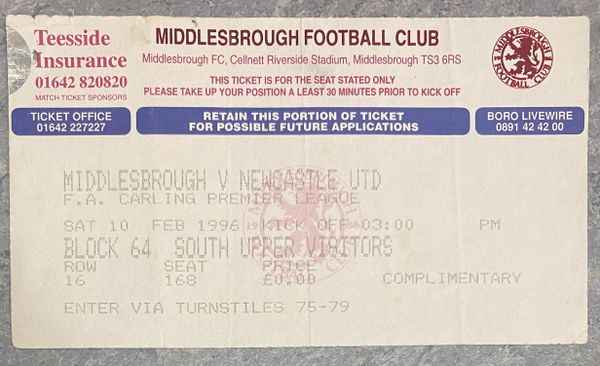 Teesside
Insurance
01642 820820
MATCH TICKET SPONSORS
MIDDLESBROUGH FOOTBALL CLUB
Middlesbrough FC, Cellnett Riverside Stadium, Middlesbrough TS3 6RS
THIS TICKET IS FOR THE SEAT STATED ONLY
PLEASE TAKE UP YOUR POSITION A LEAST 30 MINUTES PRIOR TO KICK OFF
MIDDLESBROUGH
FOOTBALL CLUB
TICKET OFFICE
01642 227227
RETAIN THIS PORTION OF TICKET
FOR POSSIBLE FUTURE APPLICATIONS
BORO LIVEWIRE
0891 42 42 00
MIDDLESBROUGH V NEWCASTLE UTD
F.A. CARLING PREMIER LEAGUE
SAT 10 FEB 1996 KICK OFF 03:00 PM
BLOCK 64 SOUTH UPPER VISITORS
ROW SEAT PRICE
16 168 £0.00 COMPLIMENTARY
ENTER VIA TURNSTILES 75-79